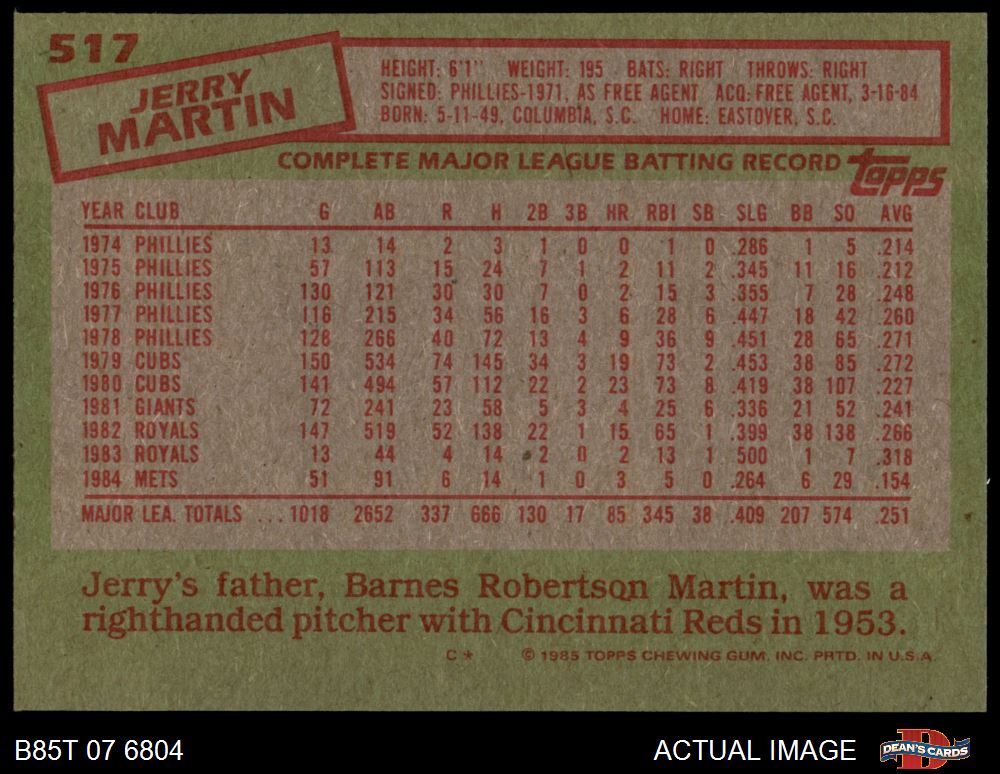 517
JERRY
MARTIN
HEIGHT: 6'1" WEIGHT: 195 BATS: RIGHT THROWS: RIGHT
SIGNED: PHILLIES-1971, AS FREE AGENT ACQ: FREE AGENT, 3-16-84
BORN: 5-11-49, COLUMBIA, S.C. HOME: EASTOVER, S.C.
COMPLETE MAJOR LEAGUE BATTING RECORD topps
YEAR CLUB G AB R H 2B 3B HR RBI SB SLG BB SO AVG
1974 PHILLIES 13 14 2 3 1 0 0 1 0 .286 1 5 .214
1975 PHILLIES 57 113 15 24 7 1 2 11 2 .345 11 16 .212
1976 PHILLIES 130 121 30 30 7 0 2 15 3 .355 7 28 .248
1977 PHILLIES 116 215 34 56 16 3 6 28 6 .447 18 42 .260
1978 PHILLIES 128 266 40 72 13 4 9 36 9 .451 28 65 .271
1979 CUBS 150 534 74 145 34 3 19 73 2 .453 38 85 .272
1980 CUBS 141 494 57 112 22 2 23 73 8 .419 38 107 .227
1981 GIANTS 72 241 23 58 5 3 4 25 6 .336 21 52 .241
1982 ROYALS 147 519 52 138 22 1 15 65 1 .399 38 138 .266
1983 ROYALS 13 44 4 14 2 0 2 13 1 .500 1 7 .318
1984 METS 51 91 6 14 1 0 3 5 0 .264 6 29 .154
MAJOR LEA. TOTALS ... 1018 2652 337 666 130 17 85 345 38 .409 207 574 .251
Jerry's father, Barnes Robertson Martin, was a
righthanded pitcher with Cincinnati Reds in 1953.
C * © 1985 TOPPS CHEWING GUM, INC. PRTD. IN U.S.A.
B85T 07 6804 ACTUAL IMAGE DEAN'S CARDS